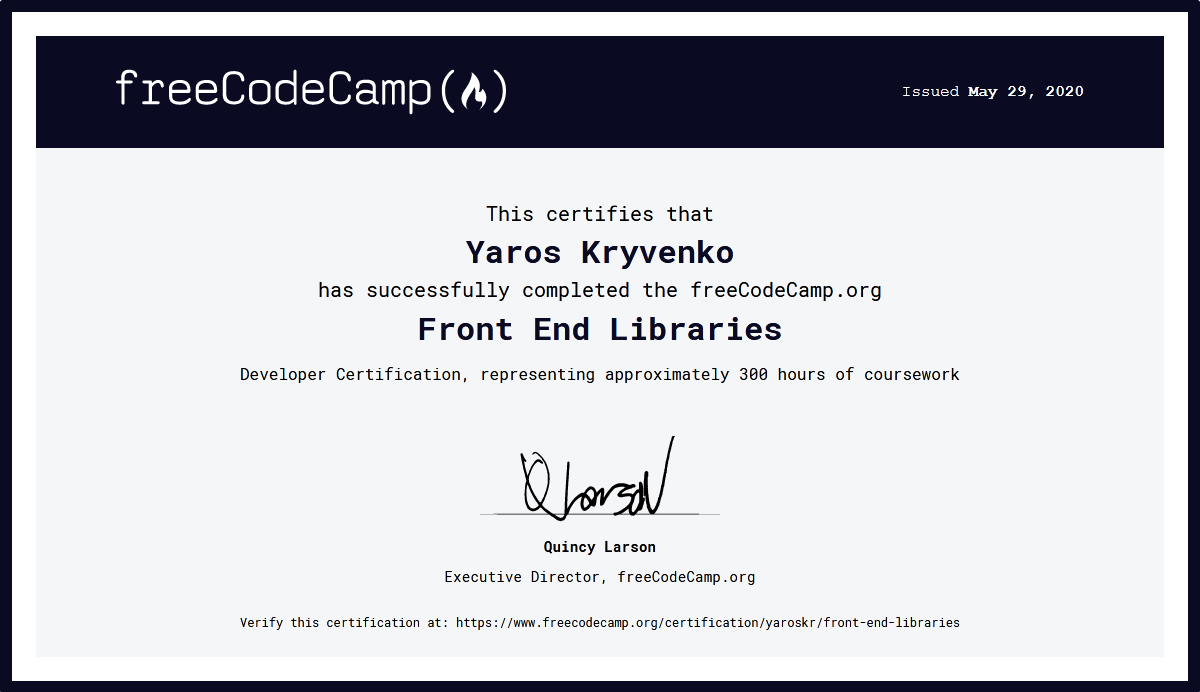 freeCodeCamp(🔥)
Issued May 29, 2020
This certifies that
Yaros Kryvenko
has successfully completed the freeCodeCamp.org
Front End Libraries
Developer Certification, representing approximately 300 hours of coursework
Q Larson
Quincy Larson
Executive Director, freeCodeCamp.org
Verify this certification at: https://www.freecodecamp.org/certification/yaroskr/front-end-libraries